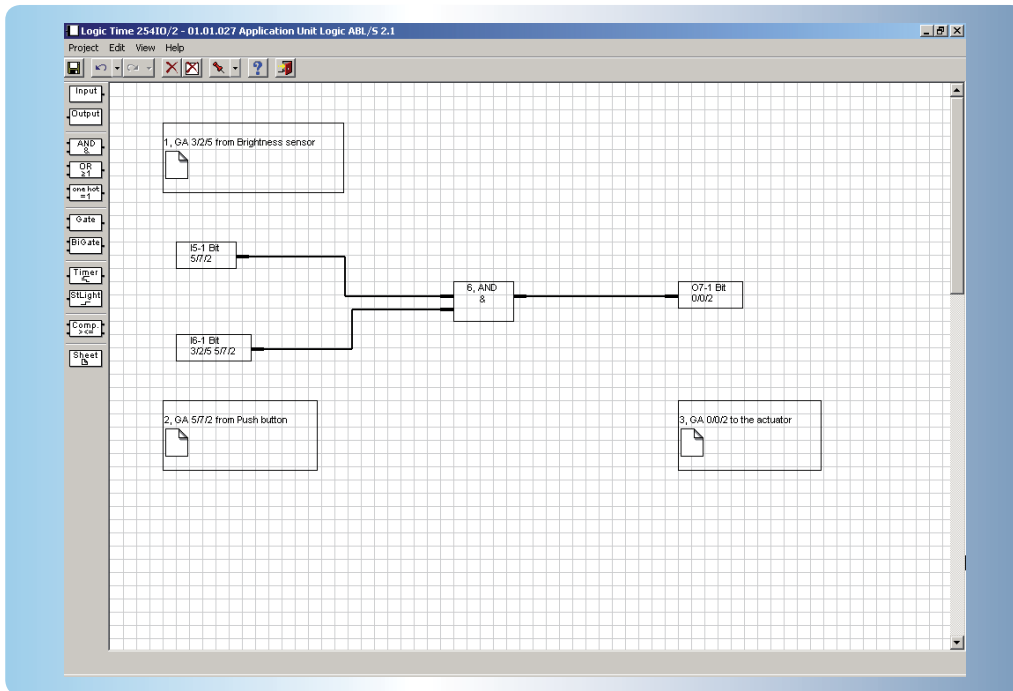 Logic Time 254IO/2 - 01.01.027 Application Unit Logic ABL/S 2.1
Project Edit View Help
Input
Output
AND
&
OR
≥1
one hot
=1
Gate
BiGate
Timer
StLight
Comp.
> <=
Sheet
1, GA 3/2/5 from Brightness sensor
I5-1 Bit
5/7/2
6, AND
&
O7-1 Bit
0/0/2
I6-1 Bit
3/2/5 5/7/2
2, GA 5/7/2 from Push button
3, GA 0/0/2 to the actuator